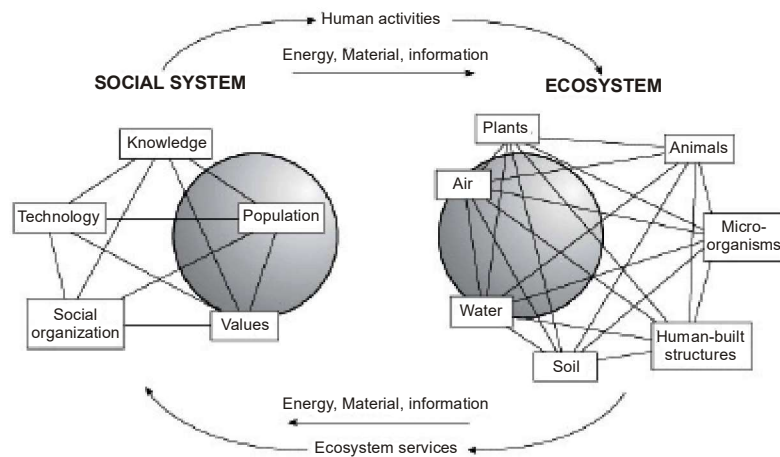 Human activities
Energy, Material, information
SOCIAL SYSTEM
ECOSYSTEM
Knowledge
Technology
Population
Social
organization
Values
Plants
Animals
Air
Micro-
organisms
Water
Human-built
structures
Soil
Energy, Material, information
Ecosystem services